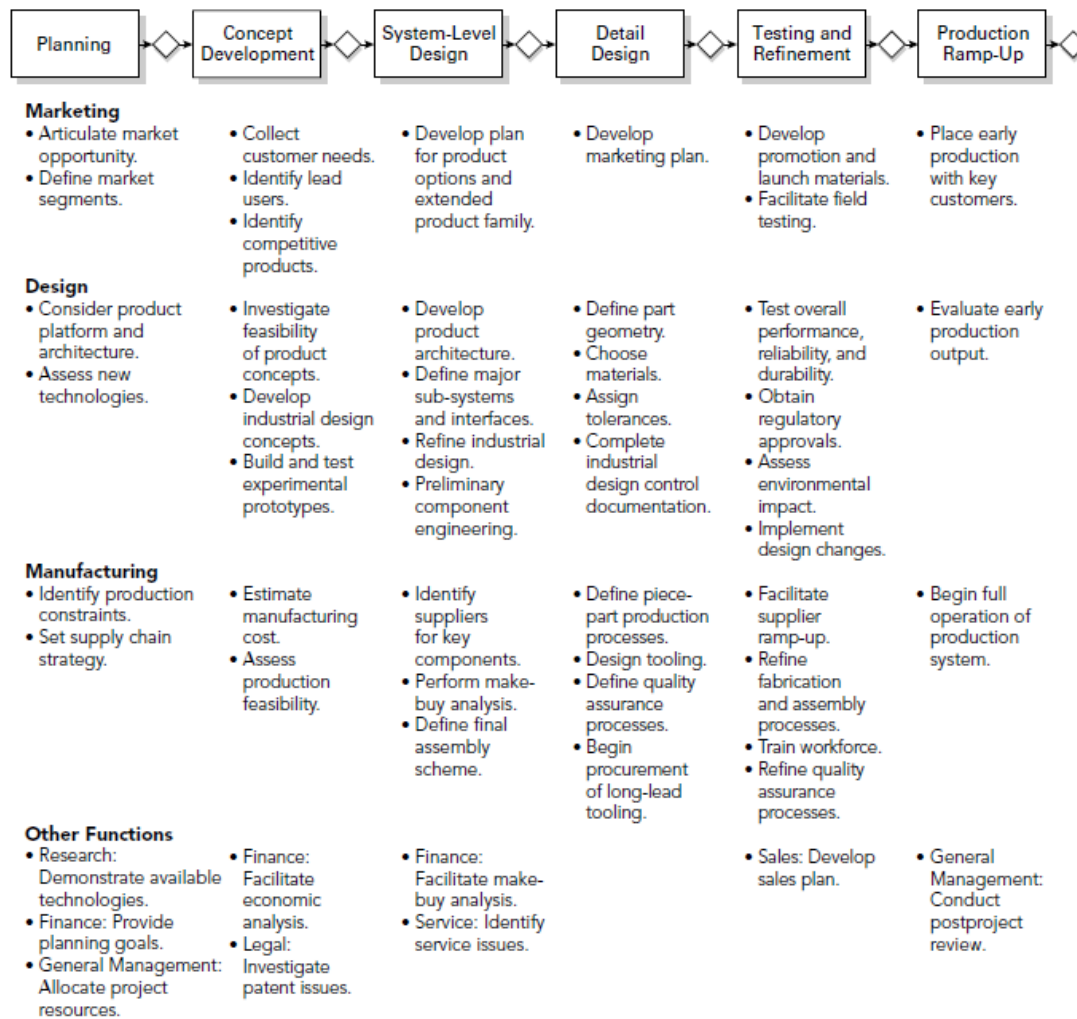 Planning
Concept
Development
System-Level
Design
Detail
Design
Testing and
Refinement
Production
Ramp-Up
Marketing
• Articulate market
opportunity.
• Define market
segments.
• Collect
customer needs.
• Identify lead
users.
• Identify
competitive
products.
• Develop plan
for product
options and
extended
product family.
• Develop
marketing plan.
• Develop
promotion and
launch materials.
• Facilitate field
testing.
• Place early
production
with key
customers.
Design
• Consider product
platform and
architecture.
• Assess new
technologies.
• Investigate
feasibility
of product
concepts.
• Develop
industrial design
concepts.
• Build and test
experimental
prototypes.
• Develop
product
architecture.
• Define major
sub-systems
and interfaces.
• Refine industrial
design.
• Preliminary
component
engineering.
• Define part
geometry.
• Choose
materials.
• Assign
tolerances.
• Complete
industrial
design control
documentation.
• Test overall
performance,
reliability, and
durability.
• Obtain
regulatory
approvals.
• Assess
environmental
impact.
• Implement
design changes.
• Evaluate early
production
output.
Manufacturing
• Identify production
constraints.
• Set supply chain
strategy.
• Estimate
manufacturing
cost.
• Assess
production
feasibility.
• Identify
suppliers
for key
components.
• Perform make-
buy analysis.
• Define final
assembly
scheme.
• Define piece-
part production
processes.
• Design tooling.
• Define quality
assurance
processes.
• Begin
procurement
of long-lead
tooling.
• Facilitate
supplier
ramp-up.
• Refine
fabrication
and assembly
processes.
• Train workforce.
• Refine quality
assurance
processes.
• Begin full
operation of
production
system.
Other Functions
• Research:
Demonstrate available
technologies.
• Finance: Provide
planning goals.
• General Management:
Allocate project
resources.
• Finance:
Facilitate
economic
analysis.
• Legal:
Investigate
patent issues.
• Finance:
Facilitate make-
buy analysis.
• Service: Identify
service issues.
• Sales: Develop
sales plan.
• General
Management:
Conduct
postproject
review.